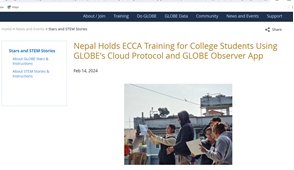 About / Join Training Do GLOBE GLOBE Data Community News and Events Support
Home > News and Events > Stars and STEM Stories
Share
Stars and STEM Stories
About GLOBE Stars &
Instructions
About STEM Stories &
Instructions
Nepal Holds ECCA Training for College Students Using
GLOBE's Cloud Protocol and GLOBE Observer App
Feb 14, 2024